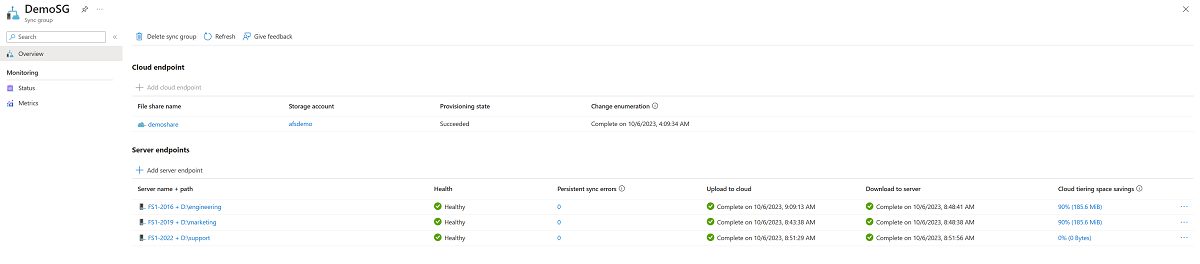 DemoSG
Sync group
Search
Overview
Monitoring
Status
Metrics
Delete sync group Refresh Give feedback
Cloud endpoint
Add cloud endpoint
File share name Storage account Provisioning state Change enumeration
demoshare afsdemo Succeeded Complete on 10/6/2023, 4:09:34 AM
Server endpoints
Add server endpoint
Server name + path Health Persistent sync errors Upload to cloud Download to server Cloud tiering space savings
FS1-2016 + D:\engineering Healthy 0 Complete on 10/6/2023, 9:09:13 AM Complete on 10/6/2023, 8:48:41 AM 90% (185.6 MiB)
FS1-2019 + D:\marketing Healthy 0 Complete on 10/6/2023, 8:43:38 AM Complete on 10/6/2023, 8:48:38 AM 90% (185.6 MiB)
FS1-2022 + D:\support Healthy 0 Complete on 10/6/2023, 8:51:29 AM Complete on 10/6/2023, 8:51:56 AM 0% (0 Bytes)